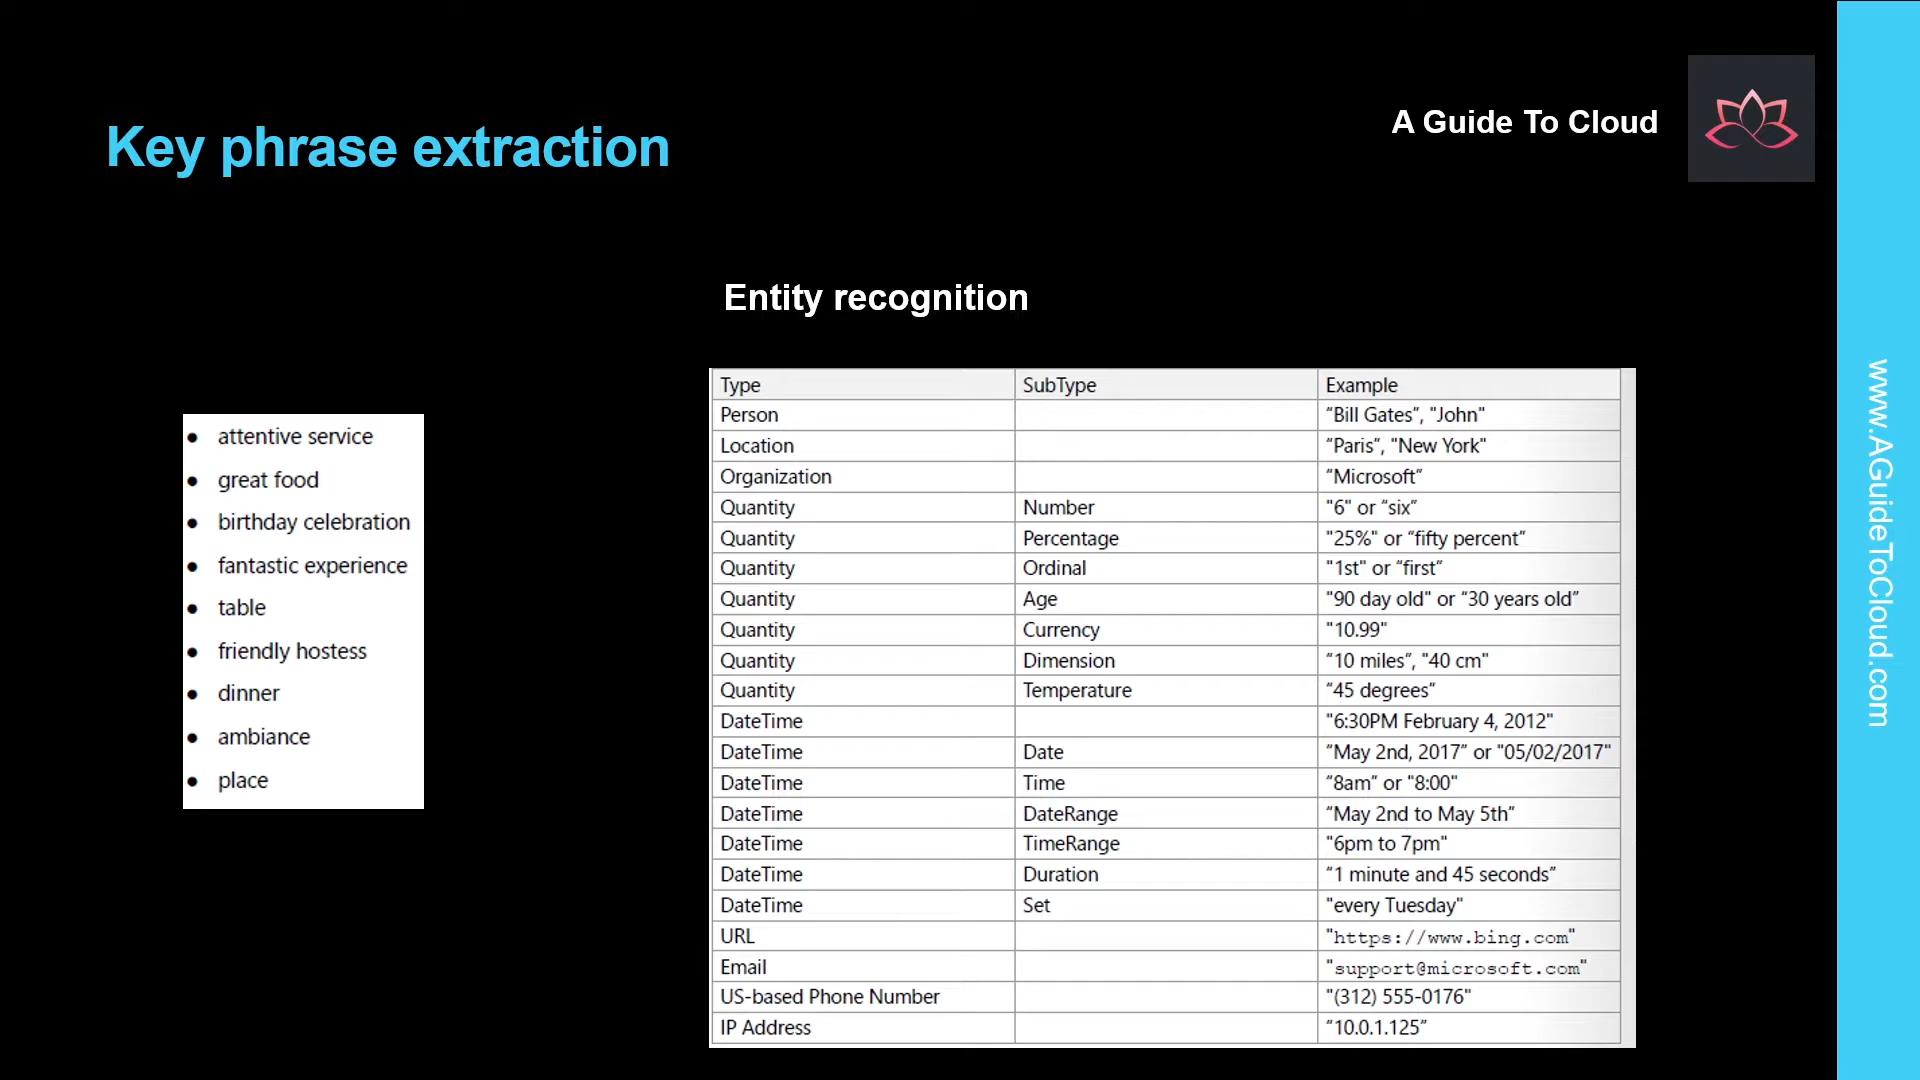 Key phrase extraction
A Guide To Cloud
Entity recognition
• attentive service
• great food
• birthday celebration
• fantastic experience
• table
• friendly hostess
• dinner
• ambiance
• place
Type SubType Example
Person “Bill Gates”, "John"
Location “Paris”, "New York"
Organization “Microsoft”
Quantity Number "6" or “six”
Quantity Percentage "25%" or “fifty percent”
Quantity Ordinal "1st" or “first”
Quantity Age "90 day old" or “30 years old”
Quantity Currency "10.99"
Quantity Dimension “10 miles”, "40 cm"
Quantity Temperature “45 degrees”
DateTime "6:30PM February 4, 2012"
DateTime Date “May 2nd, 2017” or "05/02/2017"
DateTime Time “8am” or "8:00"
DateTime DateRange “May 2nd to May 5th”
DateTime TimeRange "6pm to 7pm"
DateTime Duration “1 minute and 45 seconds”
DateTime Set "every Tuesday"
URL "https://www.bing.com"
Email "support@microsoft.com"
US-based Phone Number "(312) 555-0176"
IP Address “10.0.1.125”
www.AGuideToCloud.com